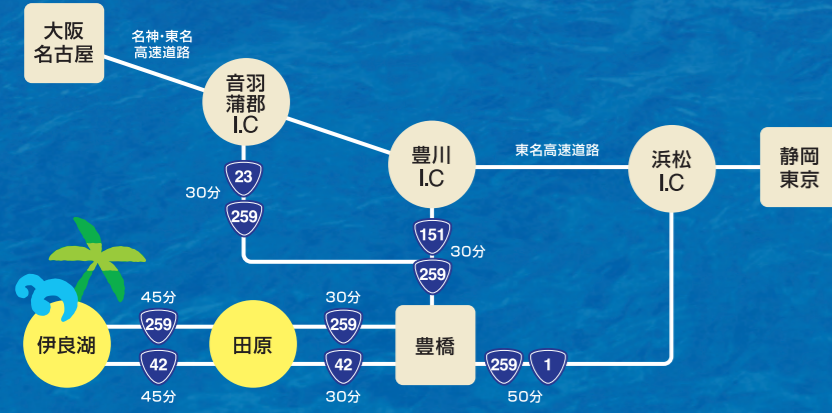 大阪
名古屋
名神・東名
高速道路
音羽
蒲郡
I.C
豊川
I.C
東名高速道路
浜松
I.C
静岡
東京
23
30分
259
151
30分
259
45分
259
30分
259
伊良湖
田原
豊橋
42
45分
42
30分
259
1
50分